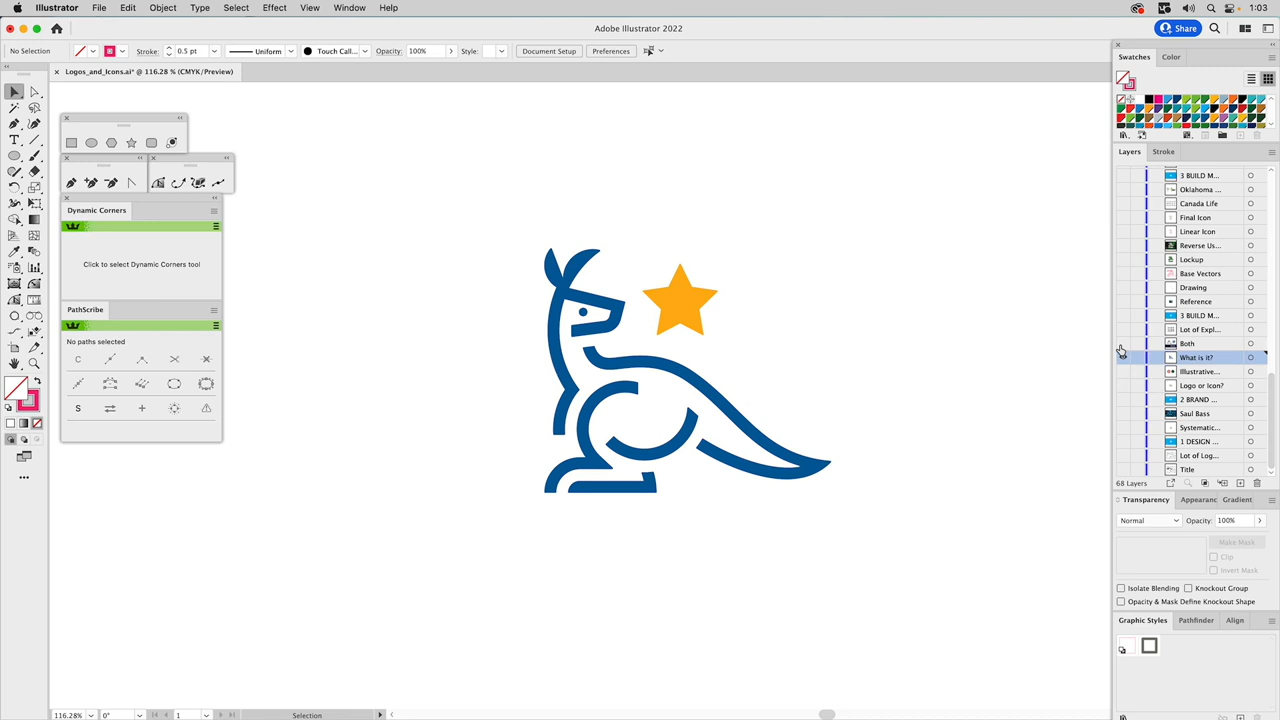 Illustrator File Edit Object Type Select Effect View Window Help 1:03
Adobe Illustrator 2022
Share
No Selection Stroke: 0.5 pt Uniform Touch Call... Opacity: 100% Style: Document Setup Preferences
Logos_and_Icons.ai* @ 116.28 % (CMYK/Preview)
Swatches Color
Layers Stroke
3 BUILD M...
Oklahoma ...
Canada Life
Final Icon
Linear Icon
Reverse Us...
Lockup
Base Vectors
Drawing
Reference
3 BUILD M...
Lot of Expl...
Both
What is it?
Illustrative...
Logo or Icon?
2 BRAND ...
Saul Bass
Systematic...
1 DESIGN ...
Lot of Log...
Title
68 Layers
Dynamic Corners
Click to select Dynamic Corners tool
PathScribe
No paths selected
C
S
Transparency Appearanc Gradient
Normal Opacity: 100%
Make Mask
Clip
Invert Mask
Isolate Blending Knockout Group
Opacity & Mask Define Knockout Shape
Graphic Styles Pathfinder Align
116.28% 0° 1 Selection